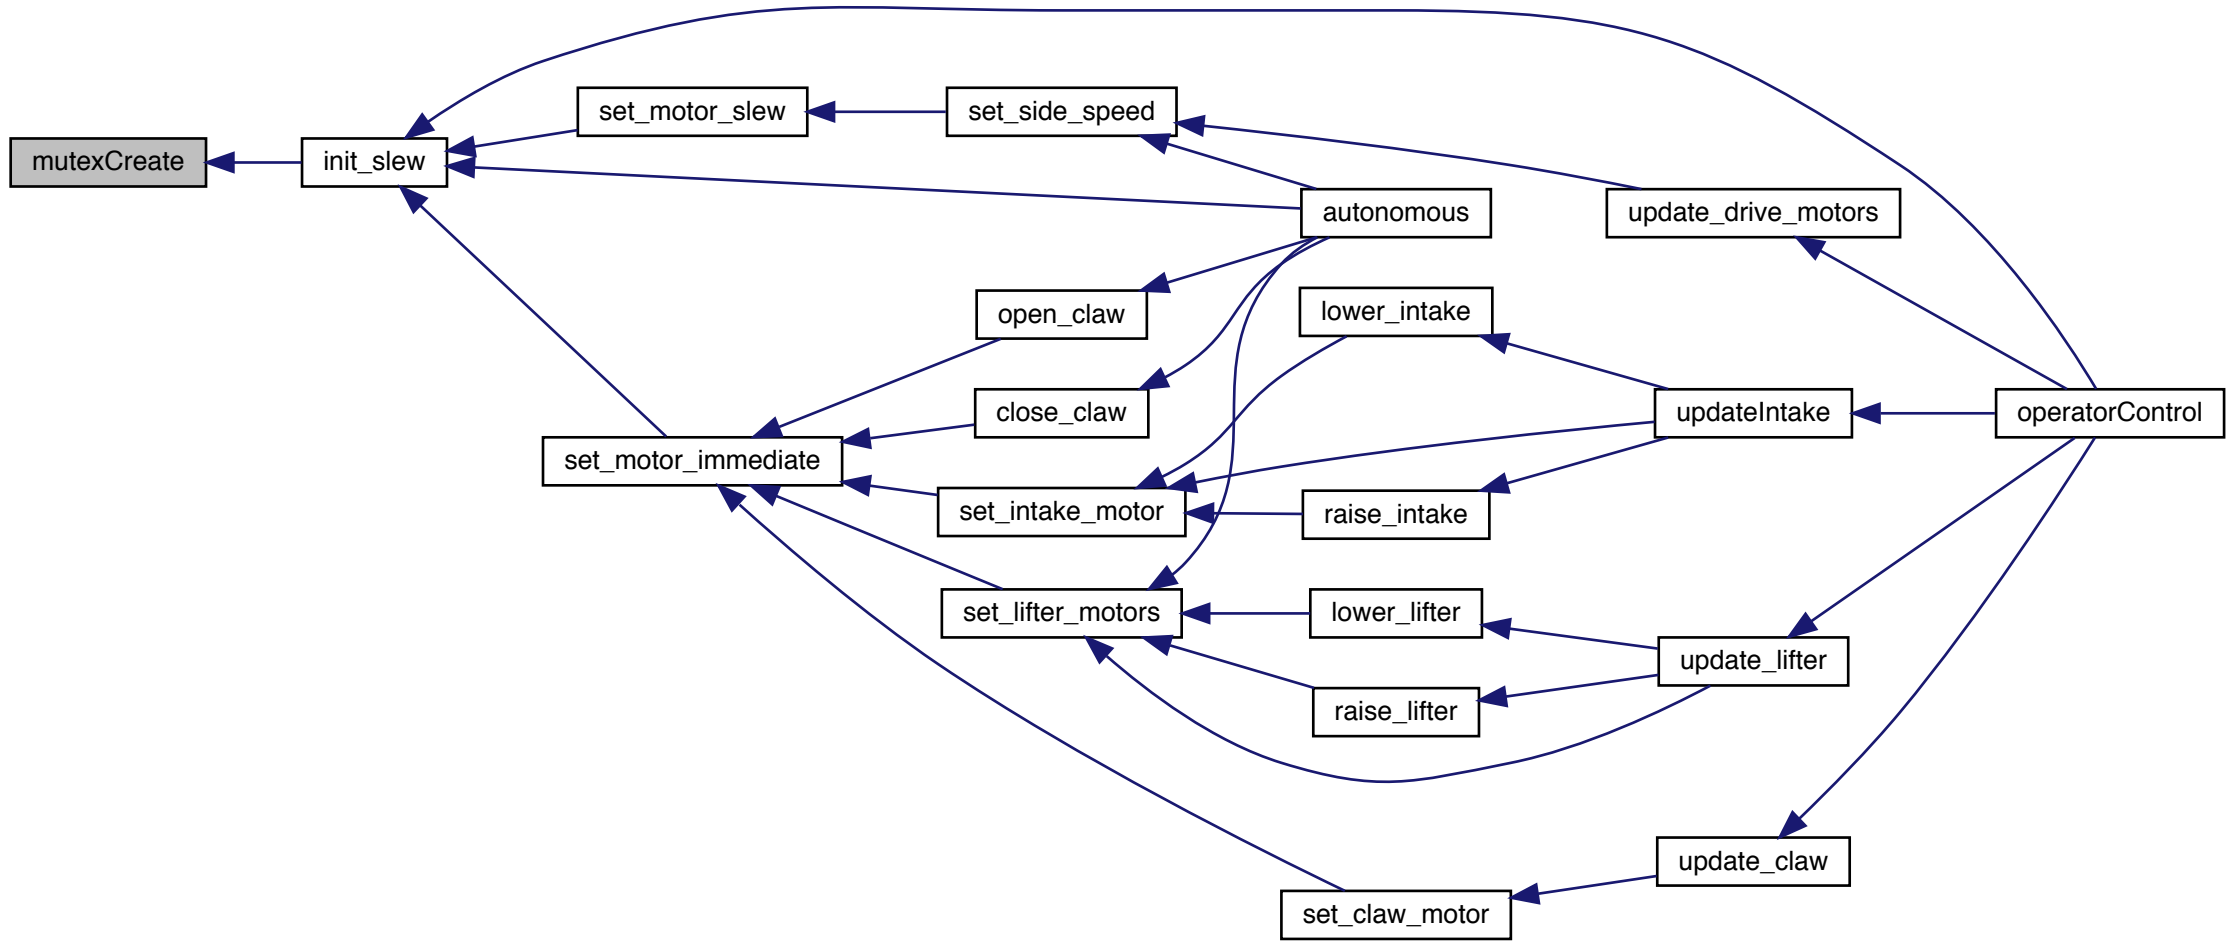 mutexCreate
init_slew
set_motor_slew
set_side_speed
autonomous
update_drive_motors
open_claw
lower_intake
close_claw
updateIntake
operatorControl
set_motor_immediate
set_intake_motor
raise_intake
set_lifter_motors
lower_lifter
update_lifter
raise_lifter
update_claw
set_claw_motor